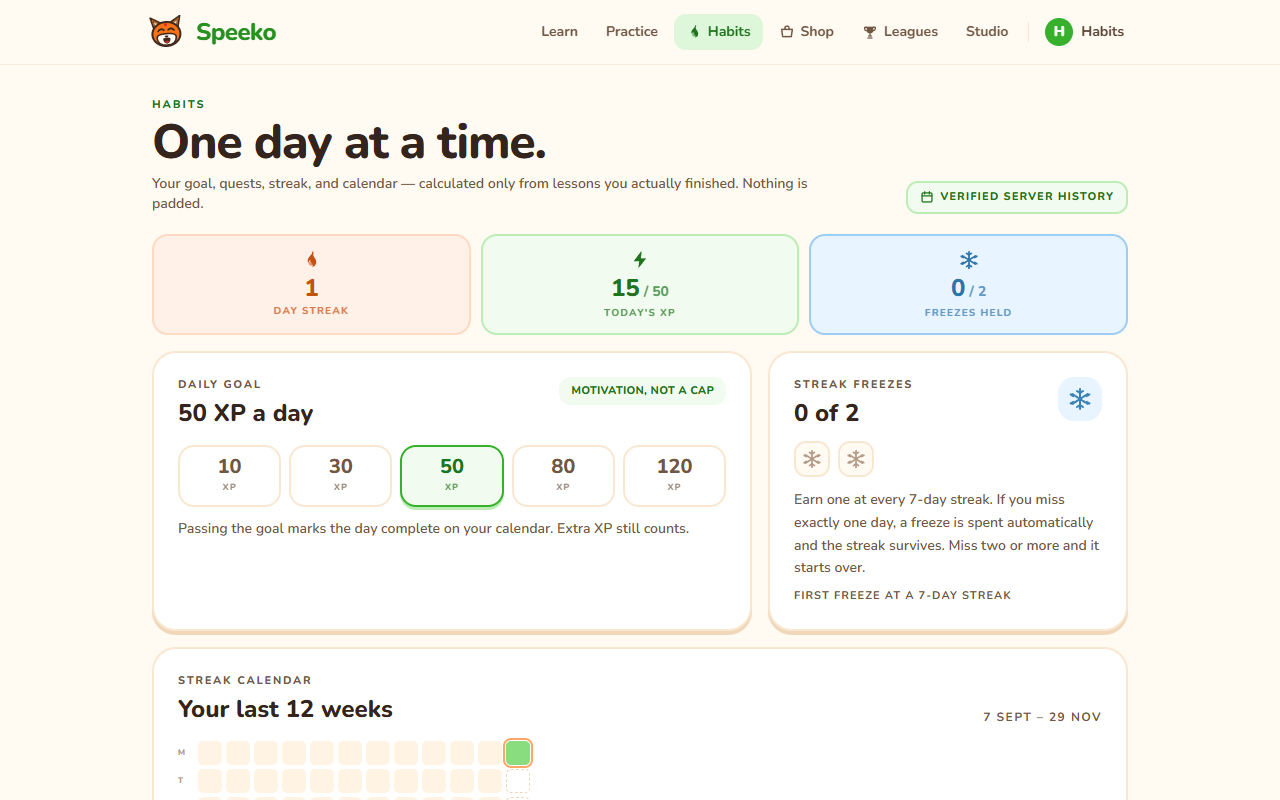 Speeko
Learn
Practice
Habits
Shop
Leagues
Studio
H
Habits
HABITS
One day at a time.
Your goal, quests, streak, and calendar — calculated only from lessons you actually finished. Nothing is
padded.
VERIFIED SERVER HISTORY
1
DAY STREAK
15 / 50
TODAY'S XP
0 / 2
FREEZES HELD
DAILY GOAL
50 XP a day
MOTIVATION, NOT A CAP
10
XP
30
XP
50
XP
80
XP
120
XP
Passing the goal marks the day complete on your calendar. Extra XP still counts.
STREAK FREEZES
0 of 2
Earn one at every 7-day streak. If you miss
exactly one day, a freeze is spent automatically
and the streak survives. Miss two or more and it
starts over.
FIRST FREEZE AT A 7-DAY STREAK
STREAK CALENDAR
Your last 12 weeks
7 SEPT – 29 NOV
M
T